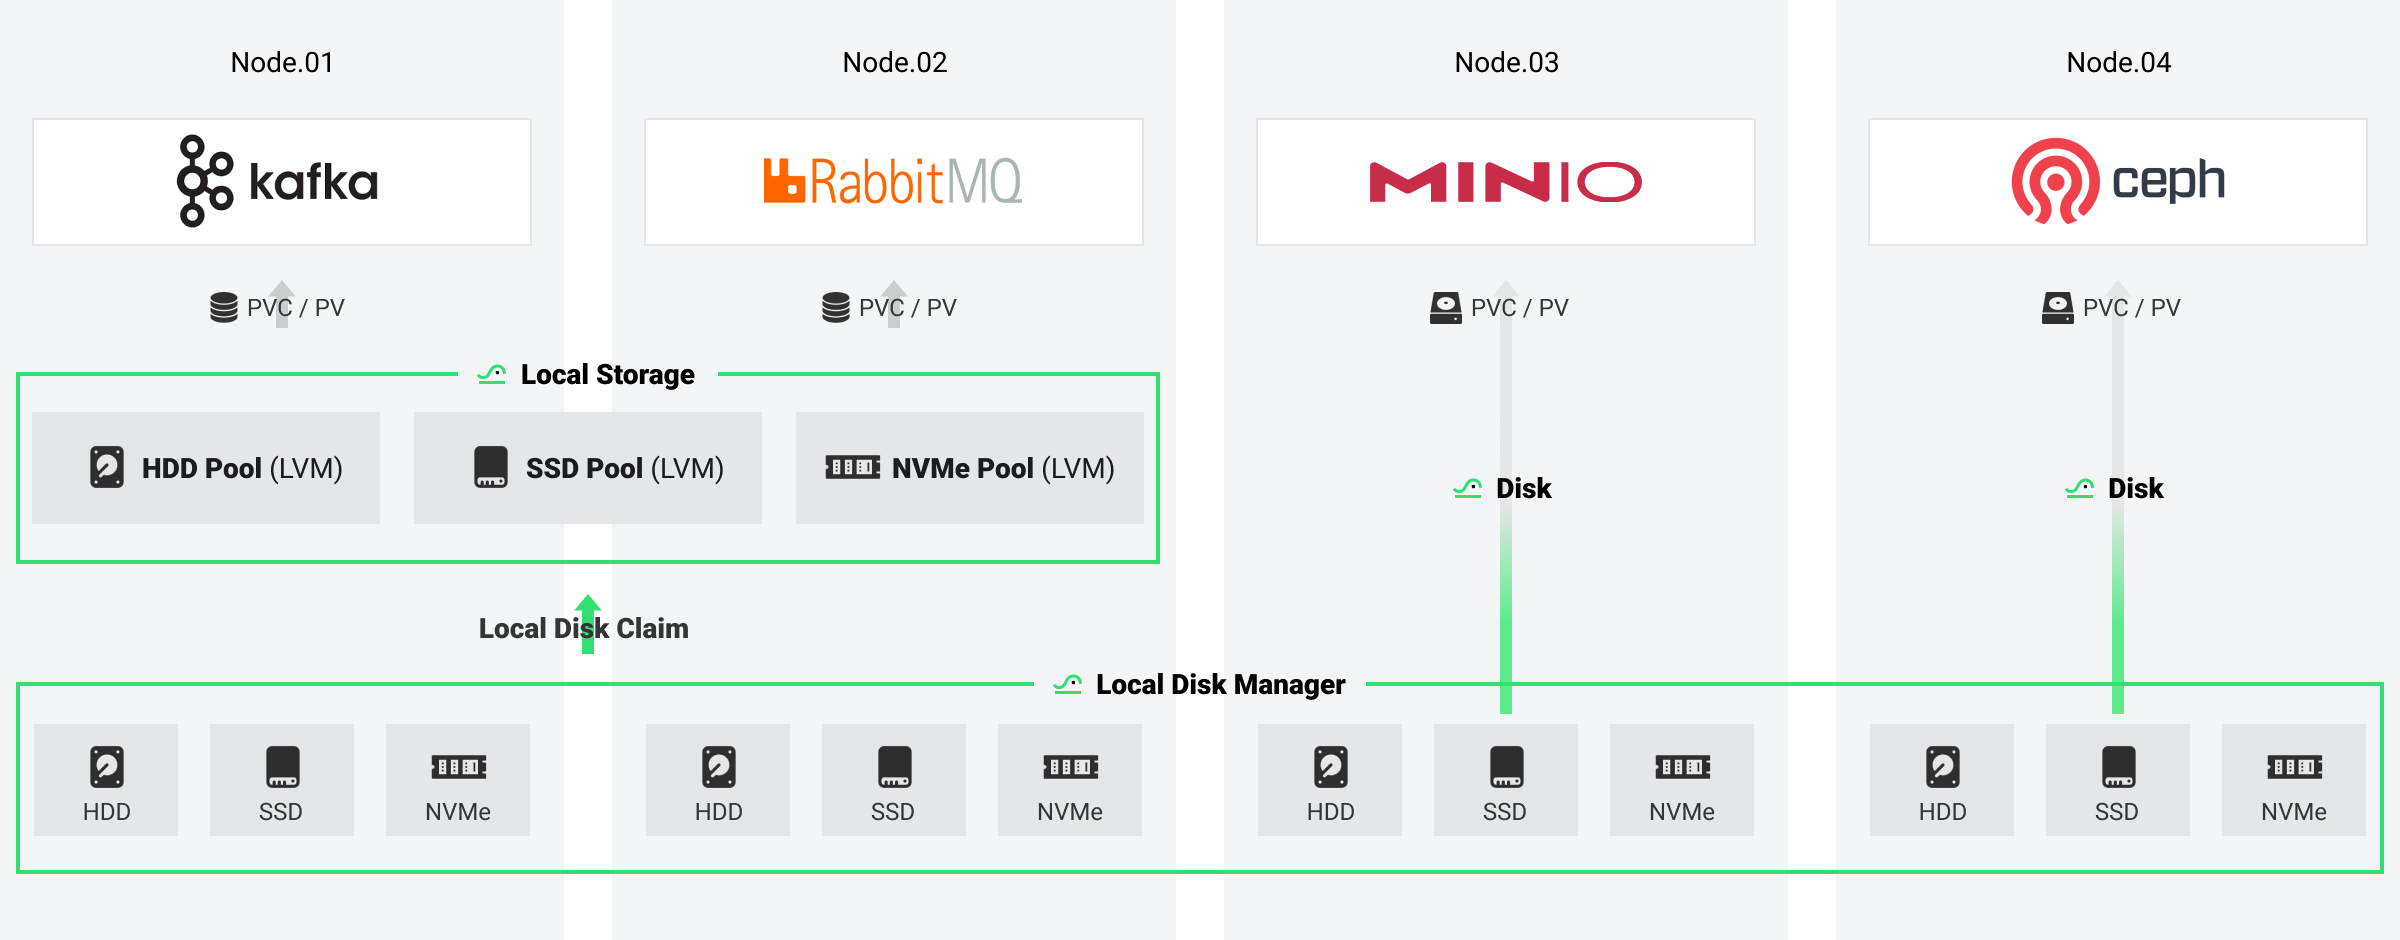 Node.01
Node.02
Node.03
Node.04
kafka
RabbitMQ
MINIO
ceph
PVC / PV
PVC / PV
PVC / PV
PVC / PV
Local Storage
HDD Pool (LVM)
SSD Pool (LVM)
NVMe Pool (LVM)
Disk
Disk
Local Disk Claim
Local Disk Manager
HDD
SSD
NVMe
HDD
SSD
NVMe
HDD
SSD
NVMe
HDD
SSD
NVMe